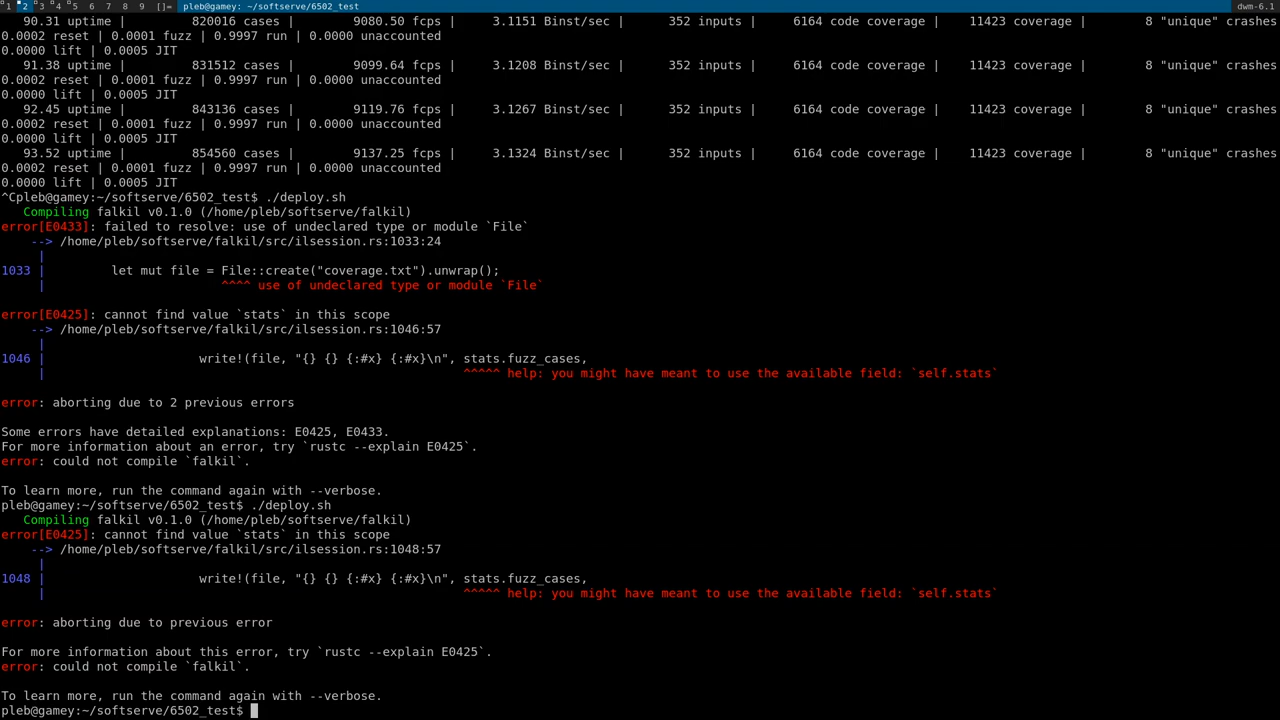 1 2 3 4 5 6 7 8 9 []= pleb@gamey: ~/softserve/6502_test dwm-6.1
90.31 uptime | 820016 cases | 9080.50 fcps | 3.1151 Binst/sec | 352 inputs | 6164 code coverage | 11423 coverage | 8 "unique" crashes
0.0002 reset | 0.0001 fuzz | 0.9997 run | 0.0000 unaccounted
0.0000 lift | 0.0005 JIT
91.38 uptime | 831512 cases | 9099.64 fcps | 3.1208 Binst/sec | 352 inputs | 6164 code coverage | 11423 coverage | 8 "unique" crashes
0.0002 reset | 0.0001 fuzz | 0.9997 run | 0.0000 unaccounted
0.0000 lift | 0.0005 JIT
92.45 uptime | 843136 cases | 9119.76 fcps | 3.1267 Binst/sec | 352 inputs | 6164 code coverage | 11423 coverage | 8 "unique" crashes
0.0002 reset | 0.0001 fuzz | 0.9997 run | 0.0000 unaccounted
0.0000 lift | 0.0005 JIT
93.52 uptime | 854560 cases | 9137.25 fcps | 3.1324 Binst/sec | 352 inputs | 6164 code coverage | 11423 coverage | 8 "unique" crashes
0.0002 reset | 0.0001 fuzz | 0.9997 run | 0.0000 unaccounted
0.0000 lift | 0.0005 JIT
^Cpleb@gamey:~/softserve/6502_test$ ./deploy.sh
Compiling falkil v0.1.0 (/home/pleb/softserve/falkil)
error[E0433]: failed to resolve: use of undeclared type or module `File`
--> /home/pleb/softserve/falkil/src/ilsession.rs:1033:24
|
1033 | let mut file = File::create("coverage.txt").unwrap();
| ^^^^ use of undeclared type or module `File`

error[E0425]: cannot find value `stats` in this scope
--> /home/pleb/softserve/falkil/src/ilsession.rs:1046:57
|
1046 | write!(file, "{} {} {:#x} {:#x}\n", stats.fuzz_cases,
| ^^^^^ help: you might have meant to use the available field: `self.stats`

error: aborting due to 2 previous errors

Some errors have detailed explanations: E0425, E0433.
For more information about an error, try `rustc --explain E0425`.
error: could not compile `falkil`.

To learn more, run the command again with --verbose.
pleb@gamey:~/softserve/6502_test$ ./deploy.sh
Compiling falkil v0.1.0 (/home/pleb/softserve/falkil)
error[E0425]: cannot find value `stats` in this scope
--> /home/pleb/softserve/falkil/src/ilsession.rs:1048:57
|
1048 | write!(file, "{} {} {:#x} {:#x}\n", stats.fuzz_cases,
| ^^^^^ help: you might have meant to use the available field: `self.stats`

error: aborting due to previous error

For more information about this error, try `rustc --explain E0425`.
error: could not compile `falkil`.

To learn more, run the command again with --verbose.
pleb@gamey:~/softserve/6502_test$